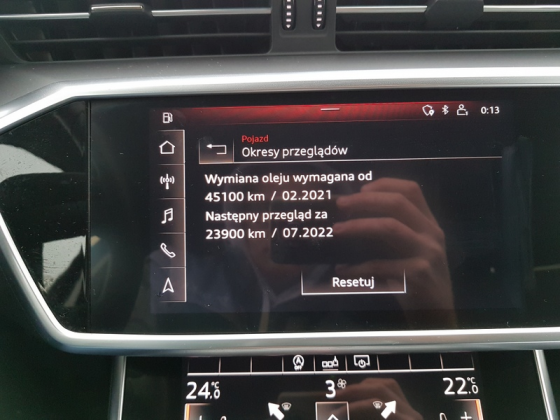 0:13
Pojazd
Okresy przeglądów
Wymiana oleju wymagana od
45100 km / 02.2021
Następny przegląd za
23900 km / 07.2022
Resetuj
24.0 °C
3
22.0 °C